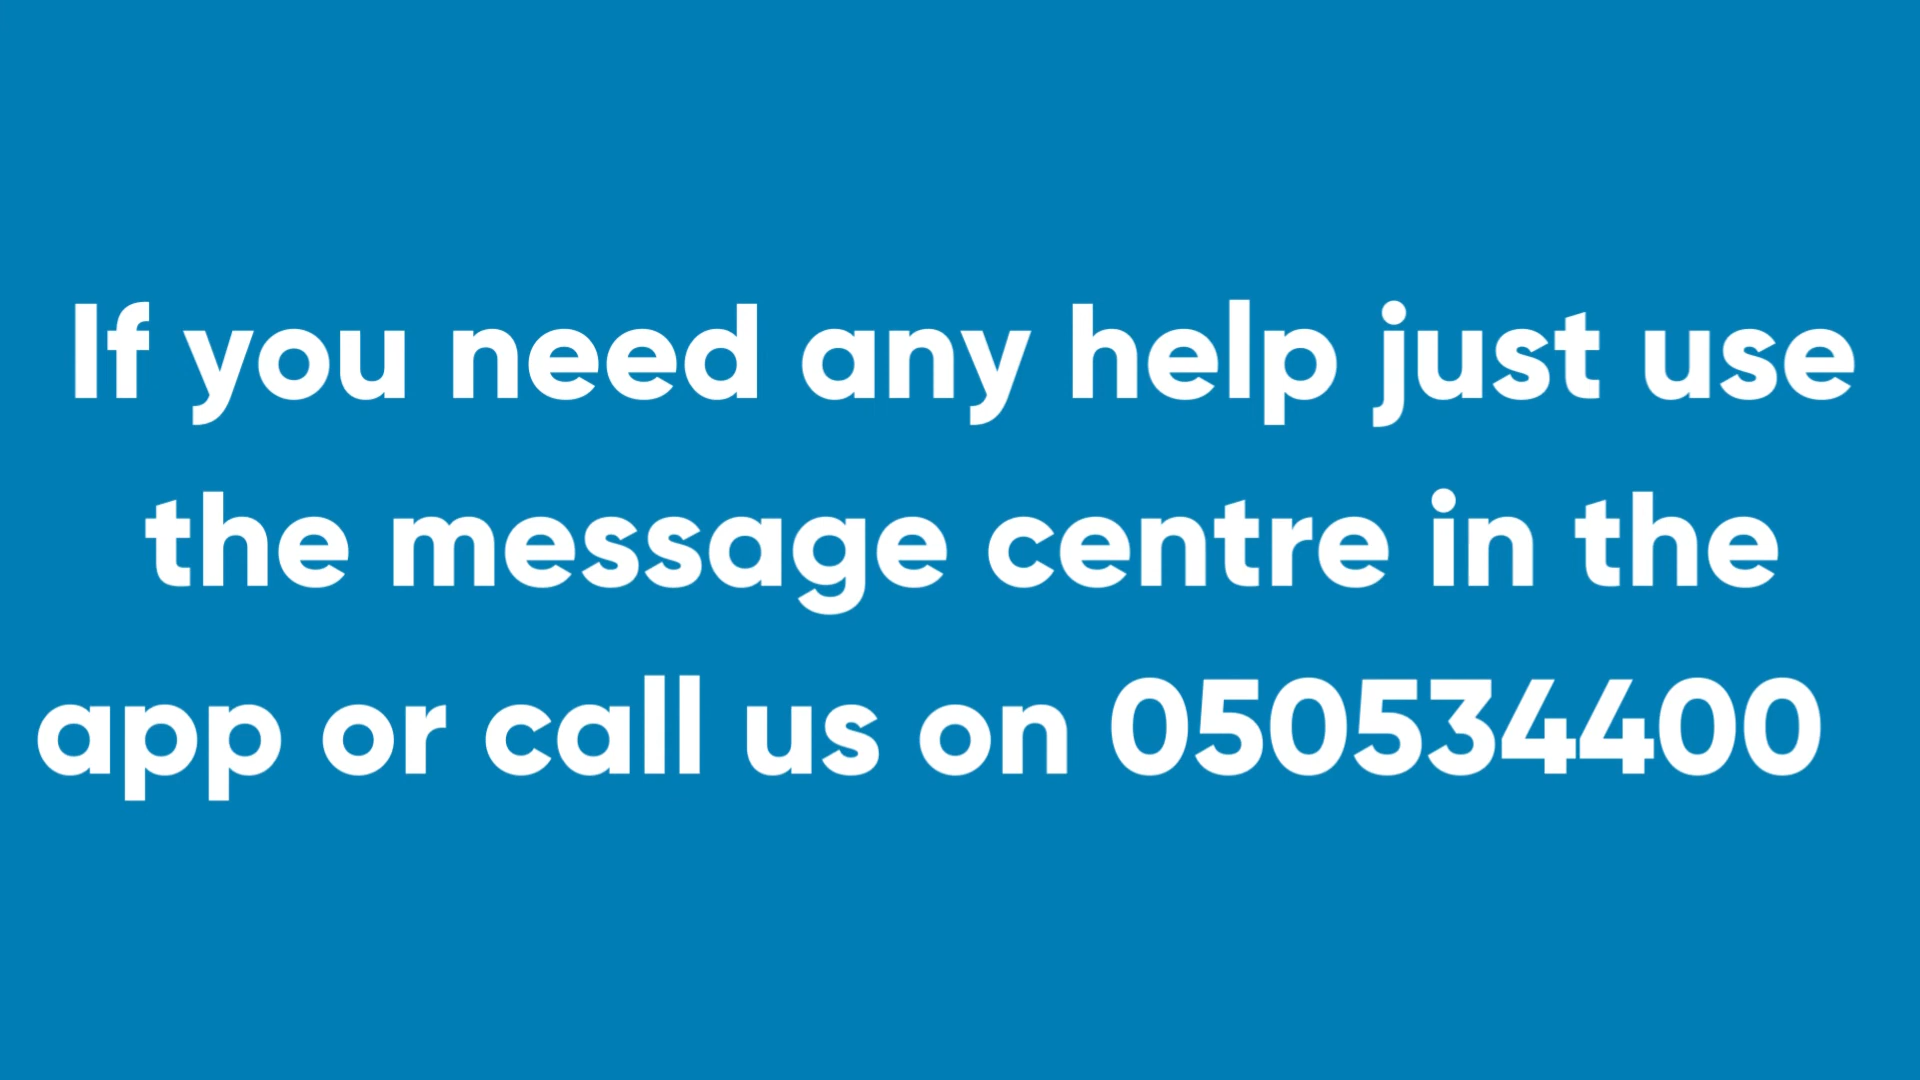 If you need any help just use
the message centre in the
app or call us on 050534400